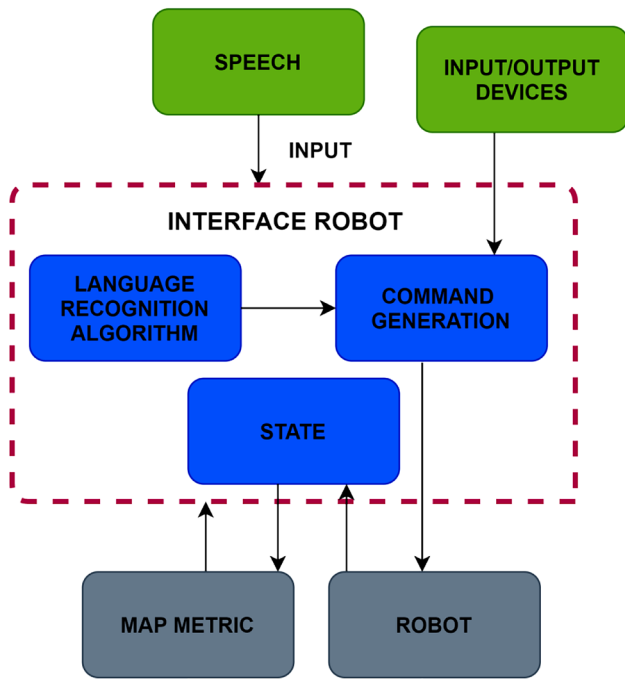 SPEECH
INPUT/OUTPUT
DEVICES
INPUT
INTERFACE ROBOT
LANGUAGE
RECOGNITION
ALGORITHM
COMMAND
GENERATION
STATE
MAP METRIC
ROBOT